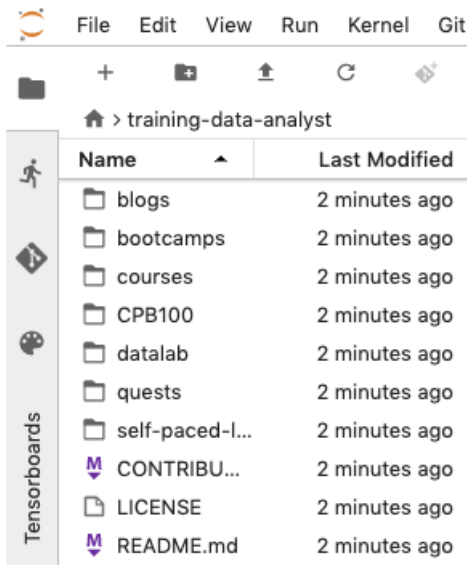 File Edit View Run Kernel Git
> training-data-analyst
Name Last Modified
blogs 2 minutes ago
bootcamps 2 minutes ago
courses 2 minutes ago
CPB100 2 minutes ago
datalab 2 minutes ago
quests 2 minutes ago
self-paced-l... 2 minutes ago
M CONTRIBU... 2 minutes ago
LICENSE 2 minutes ago
M README.md 2 minutes ago
Tensorboards